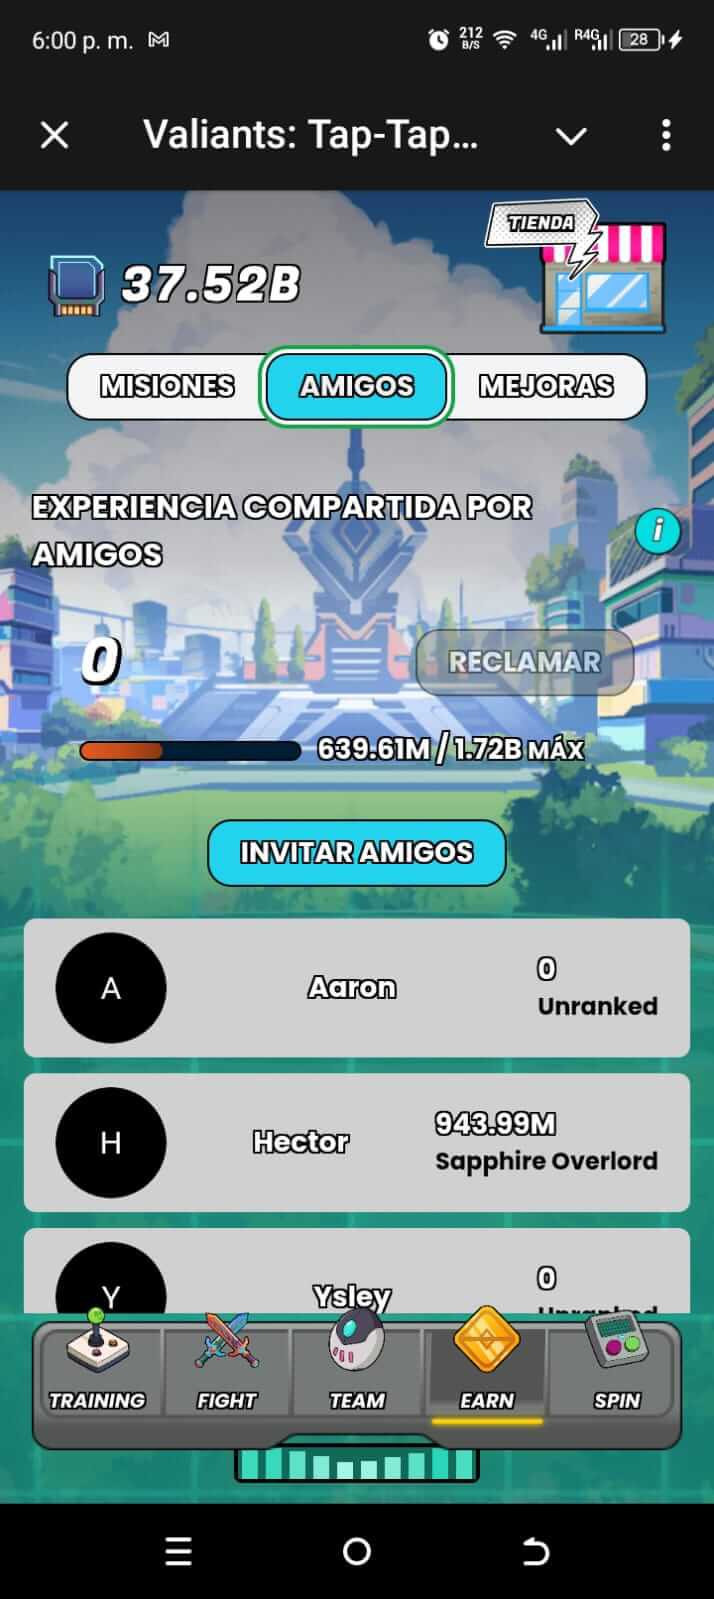 6:00 p. m.
212
B/S
4G
R4G
28
Valiants: Tap-Tap...
TIENDA
37.52B
MISIONES
AMIGOS
MEJORAS
EXPERIENCIA COMPARTIDA POR
AMIGOS
i
0
RECLAMAR
639.61M / 1.72B MÁX
INVITAR AMIGOS
A
Aaron
0
Unranked
H
Hector
943.99M
Sapphire Overlord
Y
Ysley
0
Unranked
TRAINING
FIGHT
TEAM
EARN
SPIN